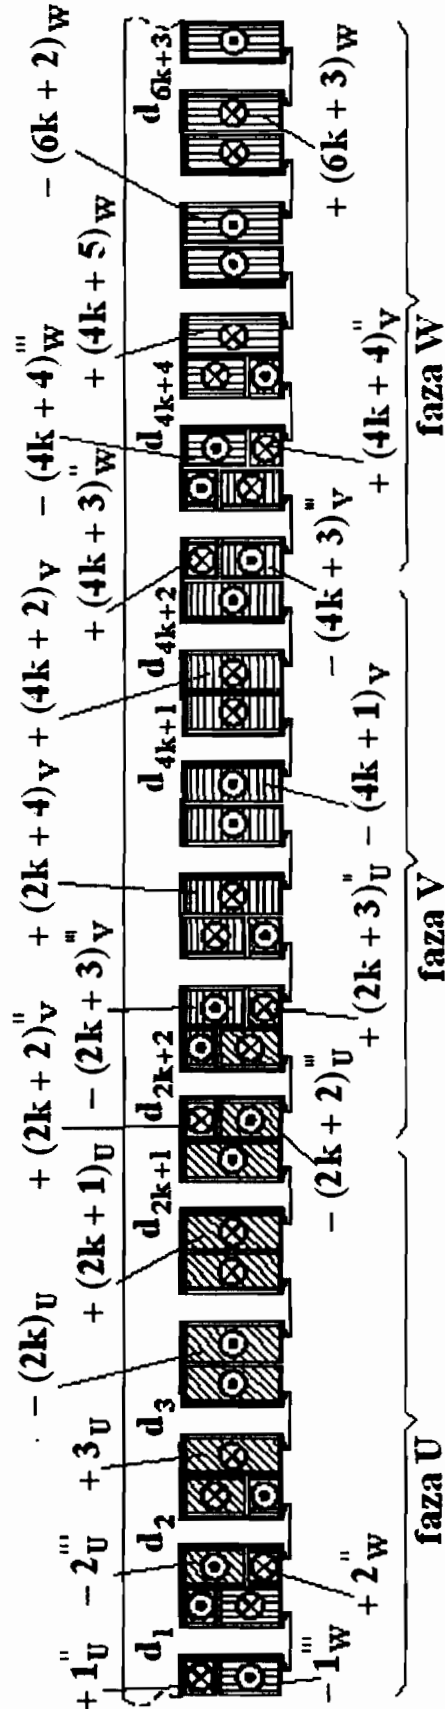 − (2k)U + (2k + 2)''V + (2k + 4)V + (4k + 2)V − (4k + 4)'''W − (6k + 2)W
+1''U −2'''U +3U + (2k + 1)U − (2k + 3)'''V + (4k + 3)''W + (4k + 5)W
d1 d2 d3 d2k+1 d2k+2 d4k+1 d4k+2 d4k+4 d6k+3
−1'''W − (2k + 2)'''U − (4k + 3)'''V + (6k + 3)W
+2''W + (2k + 3)''U − (4k + 1)V + (4k + 4)''V
faza U faza V faza W